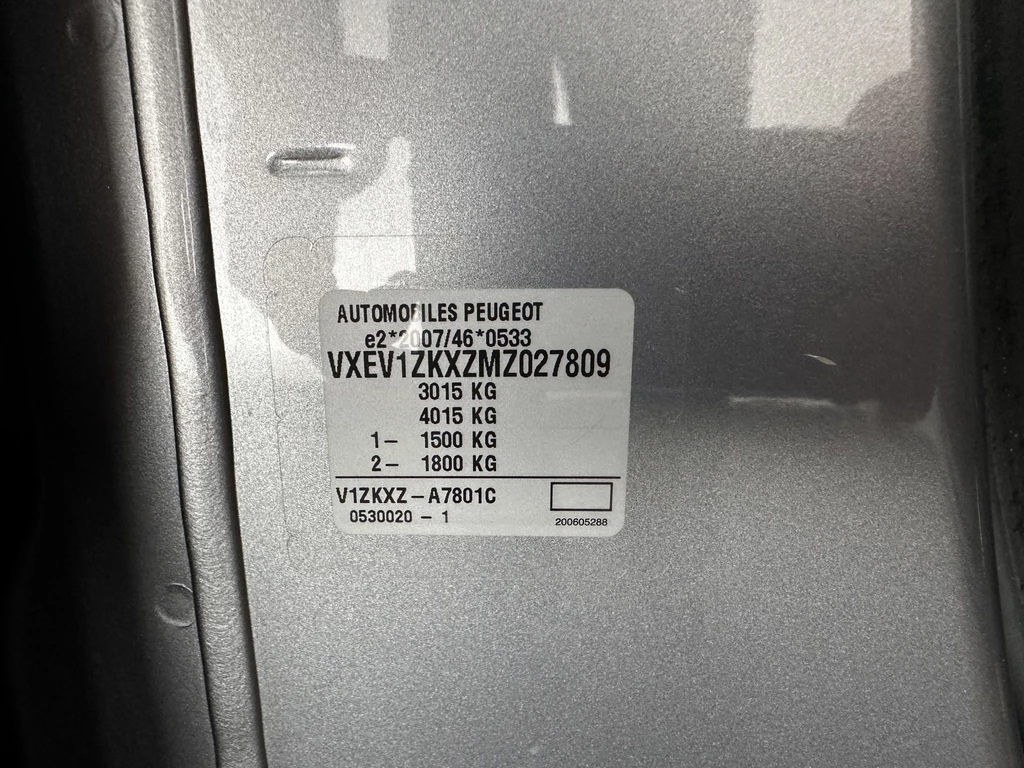 AUTOMOBILES PEUGEOT
e2*2007/46*0533
VXEV1ZKXZMZ027809
3015 KG
4015 KG
1- 1500 KG
2- 1800 KG
V1ZKXZ-A7801C
0530020 - 1
200605288